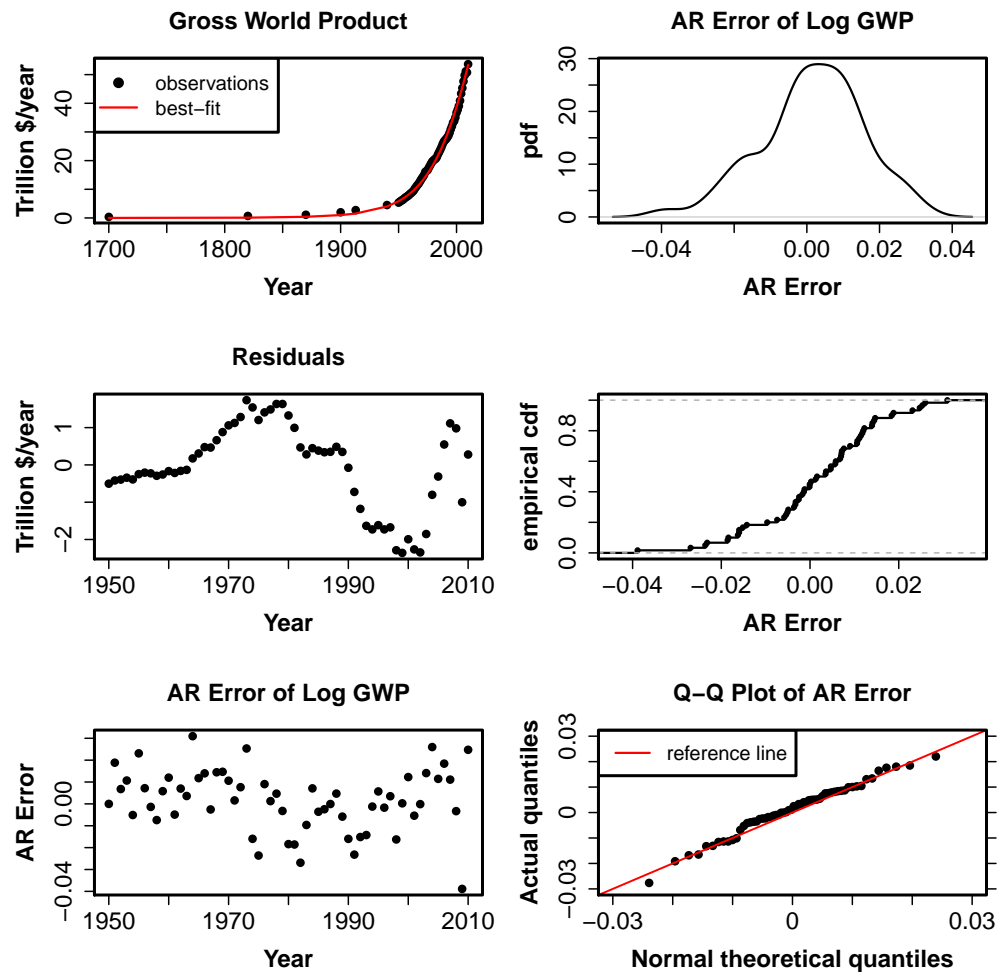 Gross World Product
Trillion $/year
0
20
40
observations
best−fit
1700
1800
1900
2000
Year
AR Error of Log GWP
pdf
0
10
20
30
−0.04
0.00
0.02
0.04
AR Error
Residuals
Trillion $/year
−2
0
1
1950
1970
1990
2010
Year
empirical cdf
0.0
0.4
0.8
−0.04
−0.02
0.00
0.02
AR Error
AR Error of Log GWP
AR Error
−0.04
0.00
1950
1970
1990
2010
Year
Q−Q Plot of AR Error
Actual quantiles
−0.03
0
0.03
reference line
−0.03
0
0.03
−0.03
0
0.03
Normal theoretical quantiles